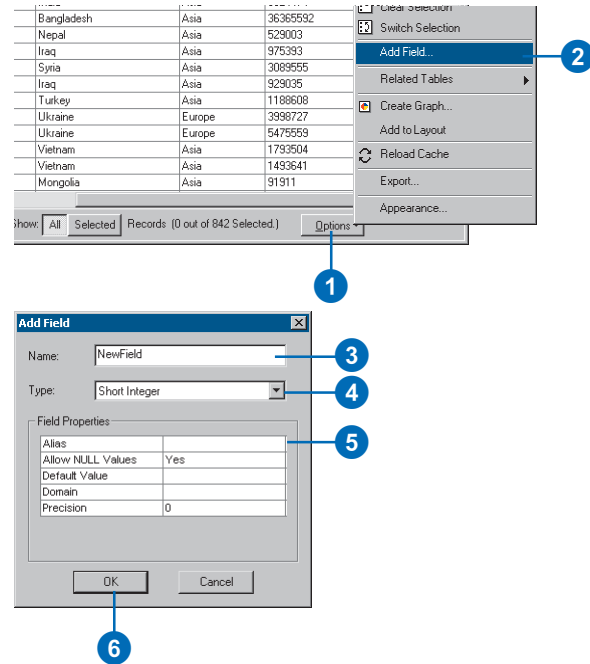 Clear Selection
Bangladesh Asia 36365592
Switch Selection
Nepal Asia 529003
Iraq Asia 975393
Add Field...
2
Syria Asia 3089555
Iraq Asia 929035
Related Tables
Turkey Asia 1188608
Create Graph...
Ukraine Europe 3998727
Ukraine Europe 5475559
Add to Layout
Vietnam Asia 1793504
Reload Cache
Vietnam Asia 1493641
Mongolia Asia 91911
Export...
Appearance...
Show: All Selected Records (0 out of 842 Selected.) Options
1
Add Field
Name: NewField
3
Type: Short Integer
4
Field Properties
Alias
5
Allow NULL Values Yes
Default Value
Domain
Precision 0
OK Cancel
6